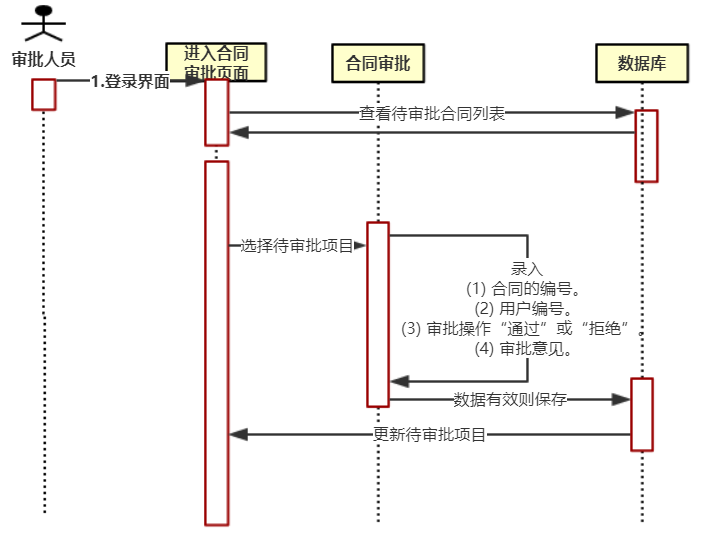 审批人员
进入合同
审批页面
合同审批
数据库
1.登录界面
查看待审批合同列表
选择待审批项目
录入
(1) 合同的编号。
(2) 用户编号。
(3) 审批操作“通过”或“拒绝”。
(4) 审批意见。
数据有效则保存
更新待审批项目